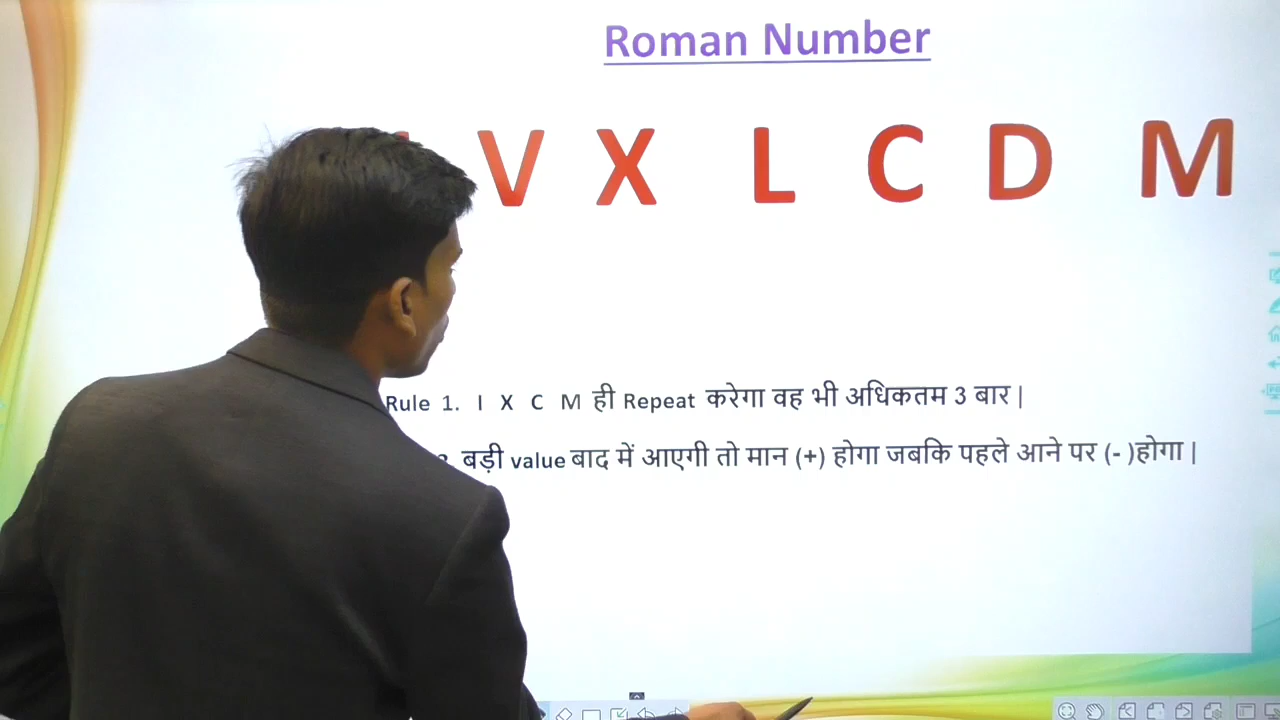 Roman Number
V X L C D M
Rule 1. I X C M ही Repeat करेगा वह भी अधिकतम 3 बार |
बड़ी value बाद में आएगी तो मान (+) होगा जबकि पहले आने पर (- )होगा |